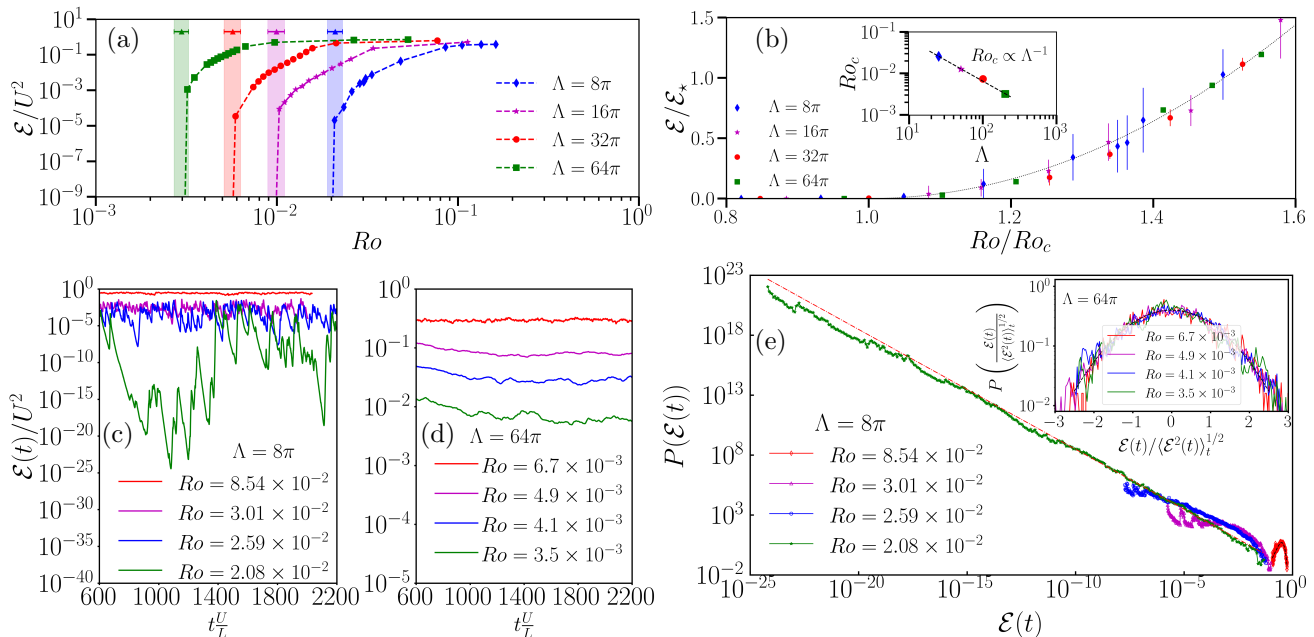 (a)
10^1
10^{-1}
10^{-3}
10^{-5}
10^{-7}
10^{-9}
ℰ/U^2
Λ = 8π
Λ = 16π
Λ = 32π
Λ = 64π
10^{-3} 10^{-2} 10^{-1} 10^0
Ro
(b)
1.5
1.0
0.5
0.0
ℰ/ℰ_⋆
Λ = 8π
Λ = 16π
Λ = 32π
Λ = 64π
0.8 1.0 1.2 1.4 1.6
Ro/Ro_c
Ro_c ∝ Λ^{-1}
10^0
10^{-1}
10^{-2}
10^{-3}
Ro_c
10^1 10^2 10^3
Λ
10^0
10^{-5}
10^{-10}
10^{-15}
10^{-20}
10^{-25}
10^{-30}
10^{-35}
10^{-40}
ℰ(t)/U^2
(c)
Λ = 8π
Ro = 8.54 × 10^{-2}
Ro = 3.01 × 10^{-2}
Ro = 2.59 × 10^{-2}
Ro = 2.08 × 10^{-2}
600 1000 1400 1800 2200
t U/L
10^0
10^{-1}
10^{-2}
10^{-3}
10^{-4}
10^{-5}
(d)
Λ = 64π
Ro = 6.7 × 10^{-3}
Ro = 4.9 × 10^{-3}
Ro = 4.1 × 10^{-3}
Ro = 3.5 × 10^{-3}
600 1000 1400 1800 2200
t U/L
(e)
10^{23}
10^{18}
10^{13}
10^8
10^3
10^{-2}
P(ℰ(t))
Λ = 8π
Ro = 8.54 × 10^{-2}
Ro = 3.01 × 10^{-2}
Ro = 2.59 × 10^{-2}
Ro = 2.08 × 10^{-2}
10^{-25} 10^{-20} 10^{-15} 10^{-10} 10^{-5} 10^0
ℰ(t)
Λ = 64π
10^0
10^{-1}
10^{-2}
P(ℰ(t)/⟨ℰ^2(t)⟩_t^{1/2})
Ro = 6.7 × 10^{-3}
Ro = 4.9 × 10^{-3}
Ro = 4.1 × 10^{-3}
Ro = 3.5 × 10^{-3}
−3 −2 −1 0 1 2 3
ℰ(t)/⟨ℰ^2(t)⟩_t^{1/2}